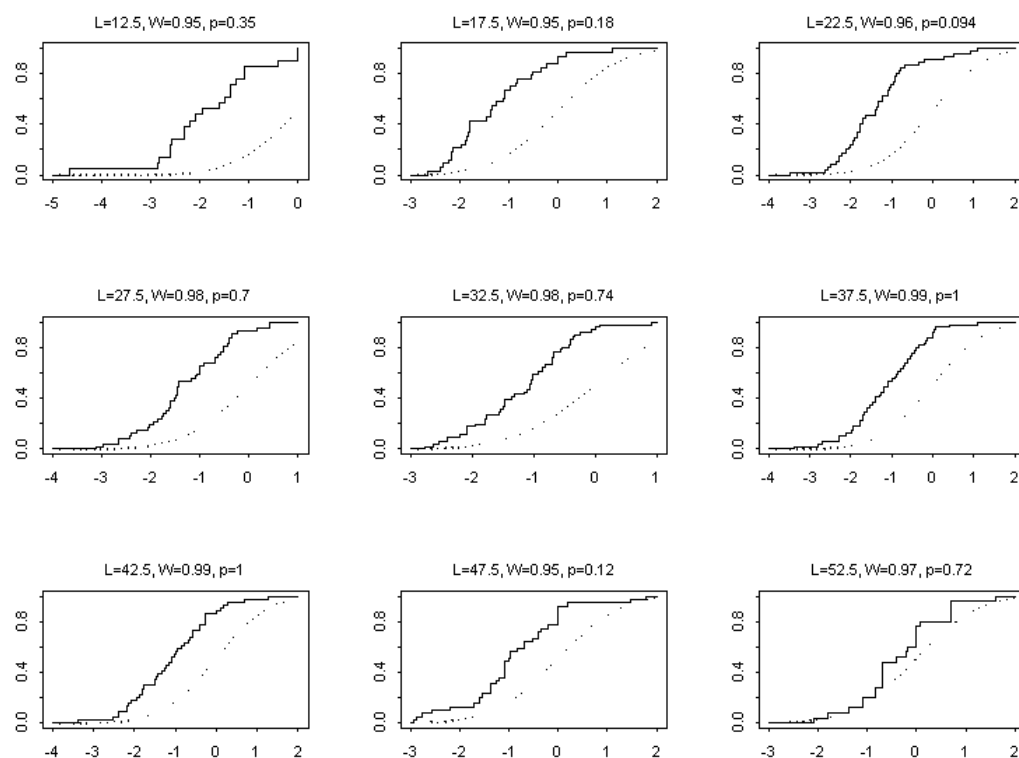 L=12.5, W=0.95, p=0.35
0.8
0.4
0.0
-5 -4 -3 -2 -1 0
L=17.5, W=0.95, p=0.18
0.8
0.4
0.0
-3 -2 -1 0 1 2
L=22.5, W=0.96, p=0.094
0.8
0.4
0.0
-4 -3 -2 -1 0 1 2
L=27.5, W=0.98, p=0.7
0.8
0.4
0.0
-4 -3 -2 -1 0 1
L=32.5, W=0.98, p=0.74
0.8
0.4
0.0
-3 -2 -1 0 1
L=37.5, W=0.99, p=1
0.8
0.4
0.0
-4 -3 -2 -1 0 1 2
L=42.5, W=0.99, p=1
0.8
0.4
0.0
-4 -3 -2 -1 0 1 2
L=47.5, W=0.95, p=0.12
0.8
0.4
0.0
-3 -2 -1 0 1 2
L=52.5, W=0.97, p=0.72
0.8
0.4
0.0
-3 -2 -1 0 1 2